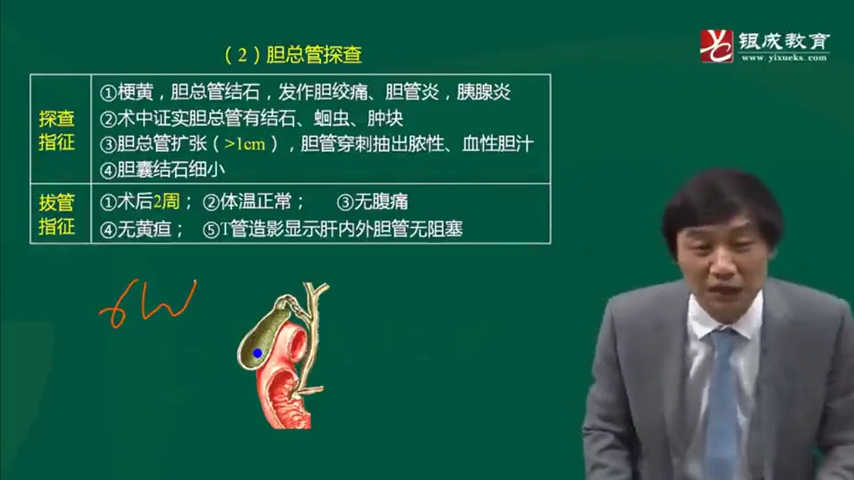 （2）胆总管探查
银成教育
www.yixueks.com
探查指征
①梗黄，胆总管结石，发作胆绞痛、胆管炎，胰腺炎
②术中证实胆总管有结石、蛔虫、肿块
③胆总管扩张（>1cm），胆管穿刺抽出脓性、血性胆汁
④胆囊结石细小
拔管指征
①术后2周； ②体温正常； ③无腹痛
④无黄疸； ⑤T管造影显示肝内外胆管无阻塞